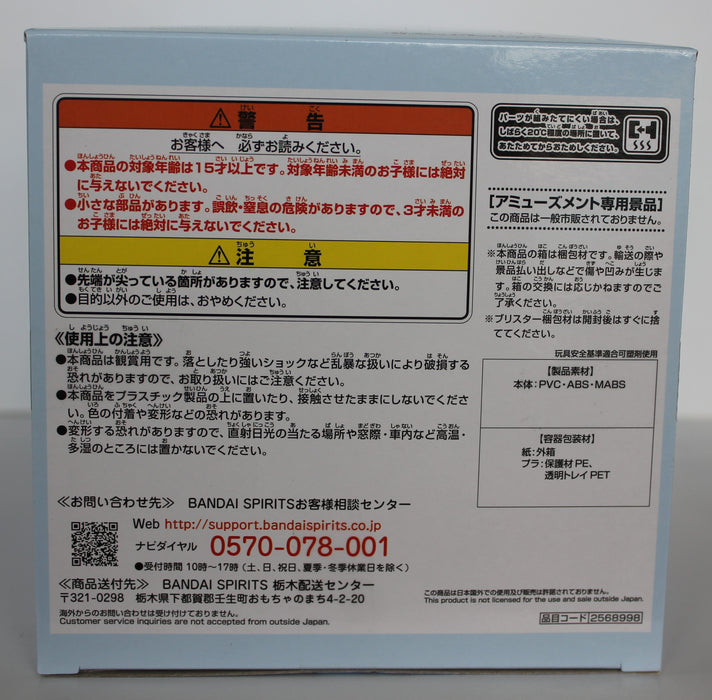 警告
お客様へ 必ずお読みください。
●本商品の対象年齢は15才以上です。対象年齢未満のお子様には絶対
に与えないでください。
●小さな部品があります。誤飲・窒息の危険がありますので、3才未満の
お子様には絶対に与えないでください。
注意
●先端が尖っている箇所がありますので、注意してください。
●目的以外のご使用は、おやめください。
《使用上の注意》
●本商品は観賞用です。落としたり強いショックなど乱暴な扱いにより破損する
恐れがありますで、お取り扱いにはご注意ください。
●本商品をプラスチック製品の上に置いたり、接触させたままにしないでくださ
い。色の付着や変形などの恐れがあります。
●変形する恐れがありますので、直射日光の当たる場所や窓際・車内など高温・
多湿のところには置かないでください。
パーツが組みたてにくい場合は、
しばらく20℃程度の場所に置いて、
あたためてからおためしください。
[アミューズメント専用景品]
この商品は一般市販されておりません。
※本商品の箱は梱包材です。輸送の際や
景品払い出しなどで傷や凹みが生じま
す。箱の交換には応じかねますのでご
了承ください。
※ブリスター梱包材は開封後はすぐに捨
ててください。
玩具安全基準適合可塑剤使用
【製品素材】
本体:PVC・ABS・MABS
【容器包装材】
紙:外箱
プラ:保護材PE、
透明トレイPET
≪お問い合わせ先≫ BANDAI SPIRITSお客様相談センター
Web http://support.bandaispirits.co.jp
ナビダイヤル 0570-078-001
●受付時間 10時~17時(土、日、祝日、夏季・冬季休業日を除く)
≪商品送付先≫ BANDAI SPIRITS 栃木配送センター
〒321-0298 栃木県下都賀郡壬生町おもちゃのまち4-2-20
海外からのお問い合わせは受け付けておりません。
Customer service inquiries are not accepted from outside Japan.
この商品は日本国外での使用及び販売は許諾されておりません。
This product is not licensed for the use and sale outside Japan.
品目コード 2568998